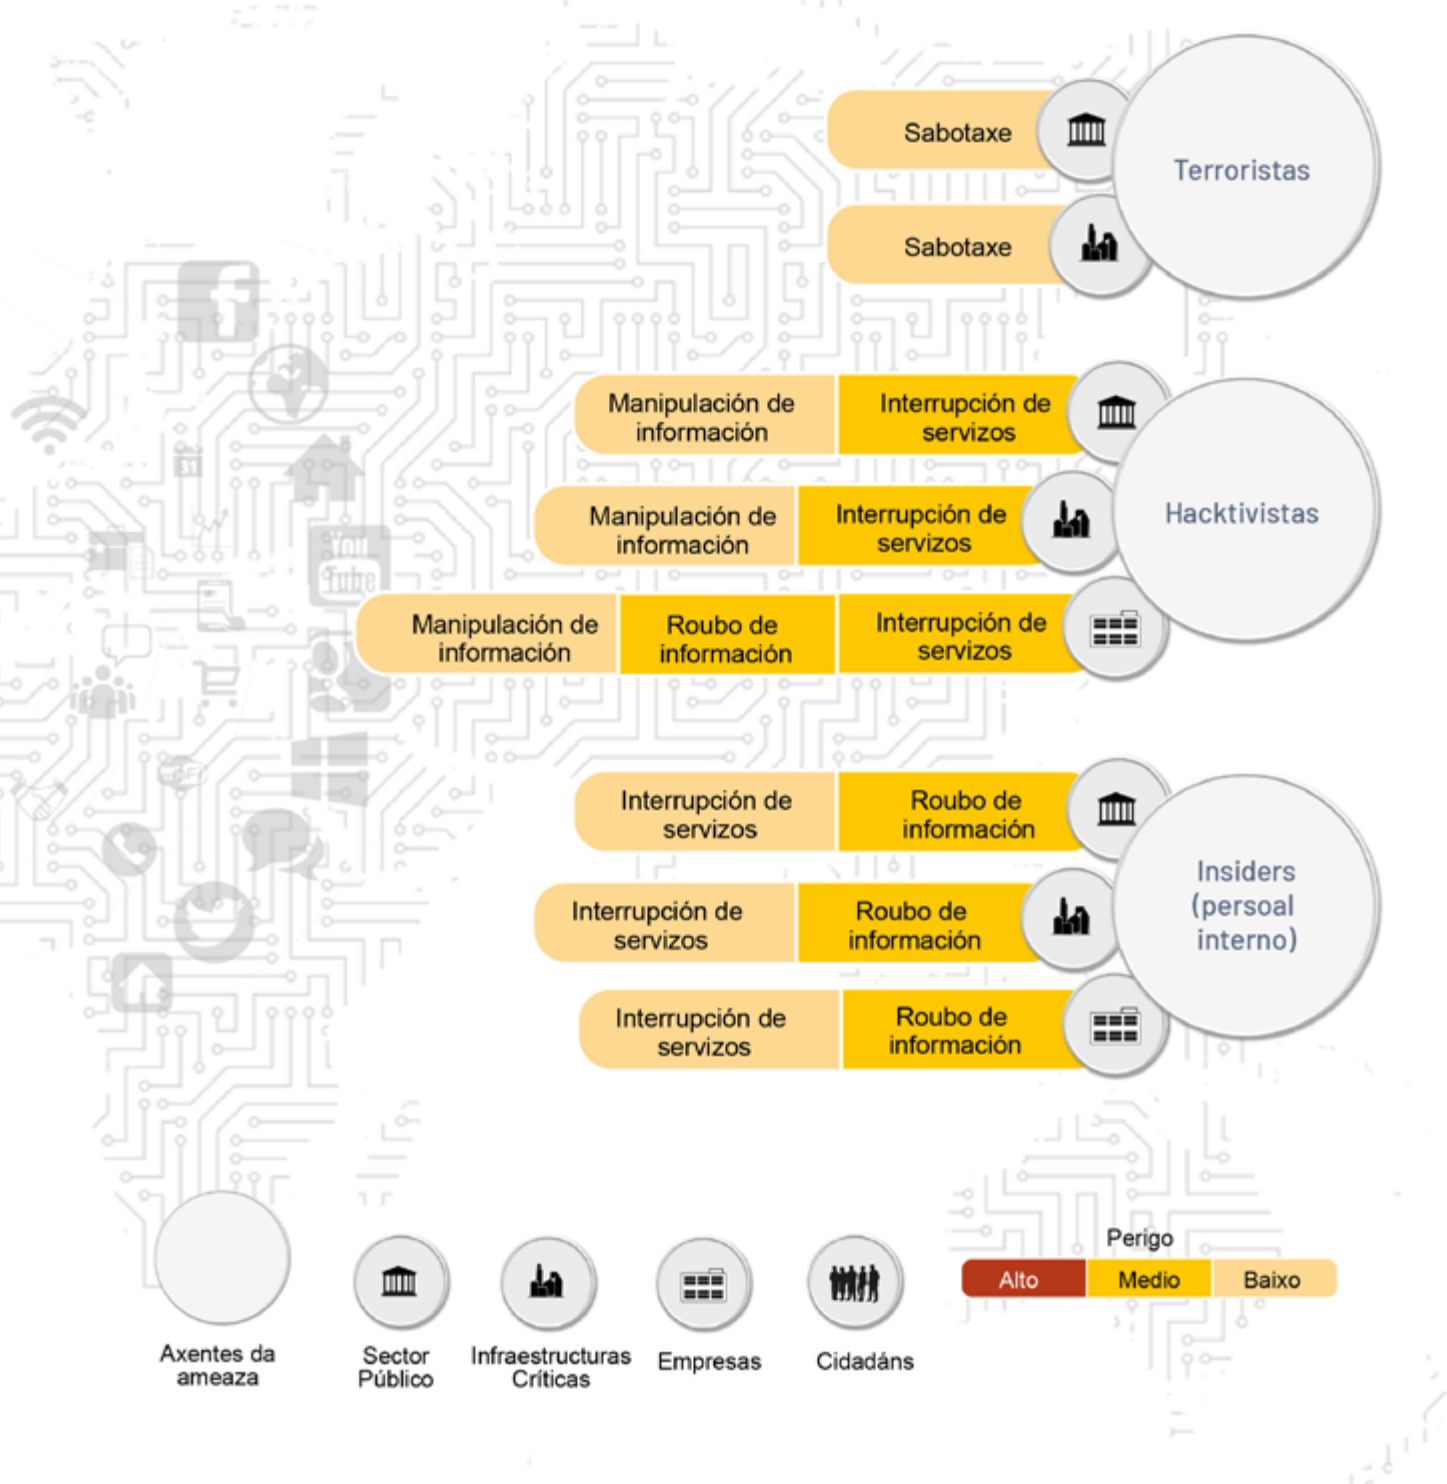 Sabotaxe
Terroristas
Sabotaxe
Manipulación de
información
Interrupción de
servizos
Hacktivistas
Manipulación de
información
Interrupción de
servizos
Manipulación de
información
Roubo de
información
Interrupción de
servizos
Interrupción de
servizos
Roubo de
información
Insiders
(persoal
interno)
Interrupción de
servizos
Roubo de
información
Interrupción de
servizos
Roubo de
información
31
You
Tube
Axentes da
ameaza
Sector
Público
Infraestructuras
Críticas
Empresas
Cidadáns
Perigo
Alto
Medio
Baixo